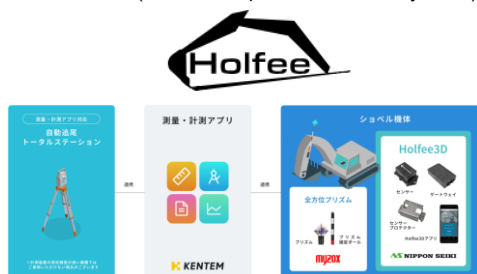 Holfee
測量・計測アプリ対応
自動追尾
トータルステーション
測量・計測アプリ
KENTEM
連携
連携
ショベル機体
全方位プリズム
プリズム
プリズム
固定ポール
myzox
Holfee3D
センサー
ゲートウェイ
センサー
プロテクター
Holfee3Dアプリ
NIPPON SEIKI